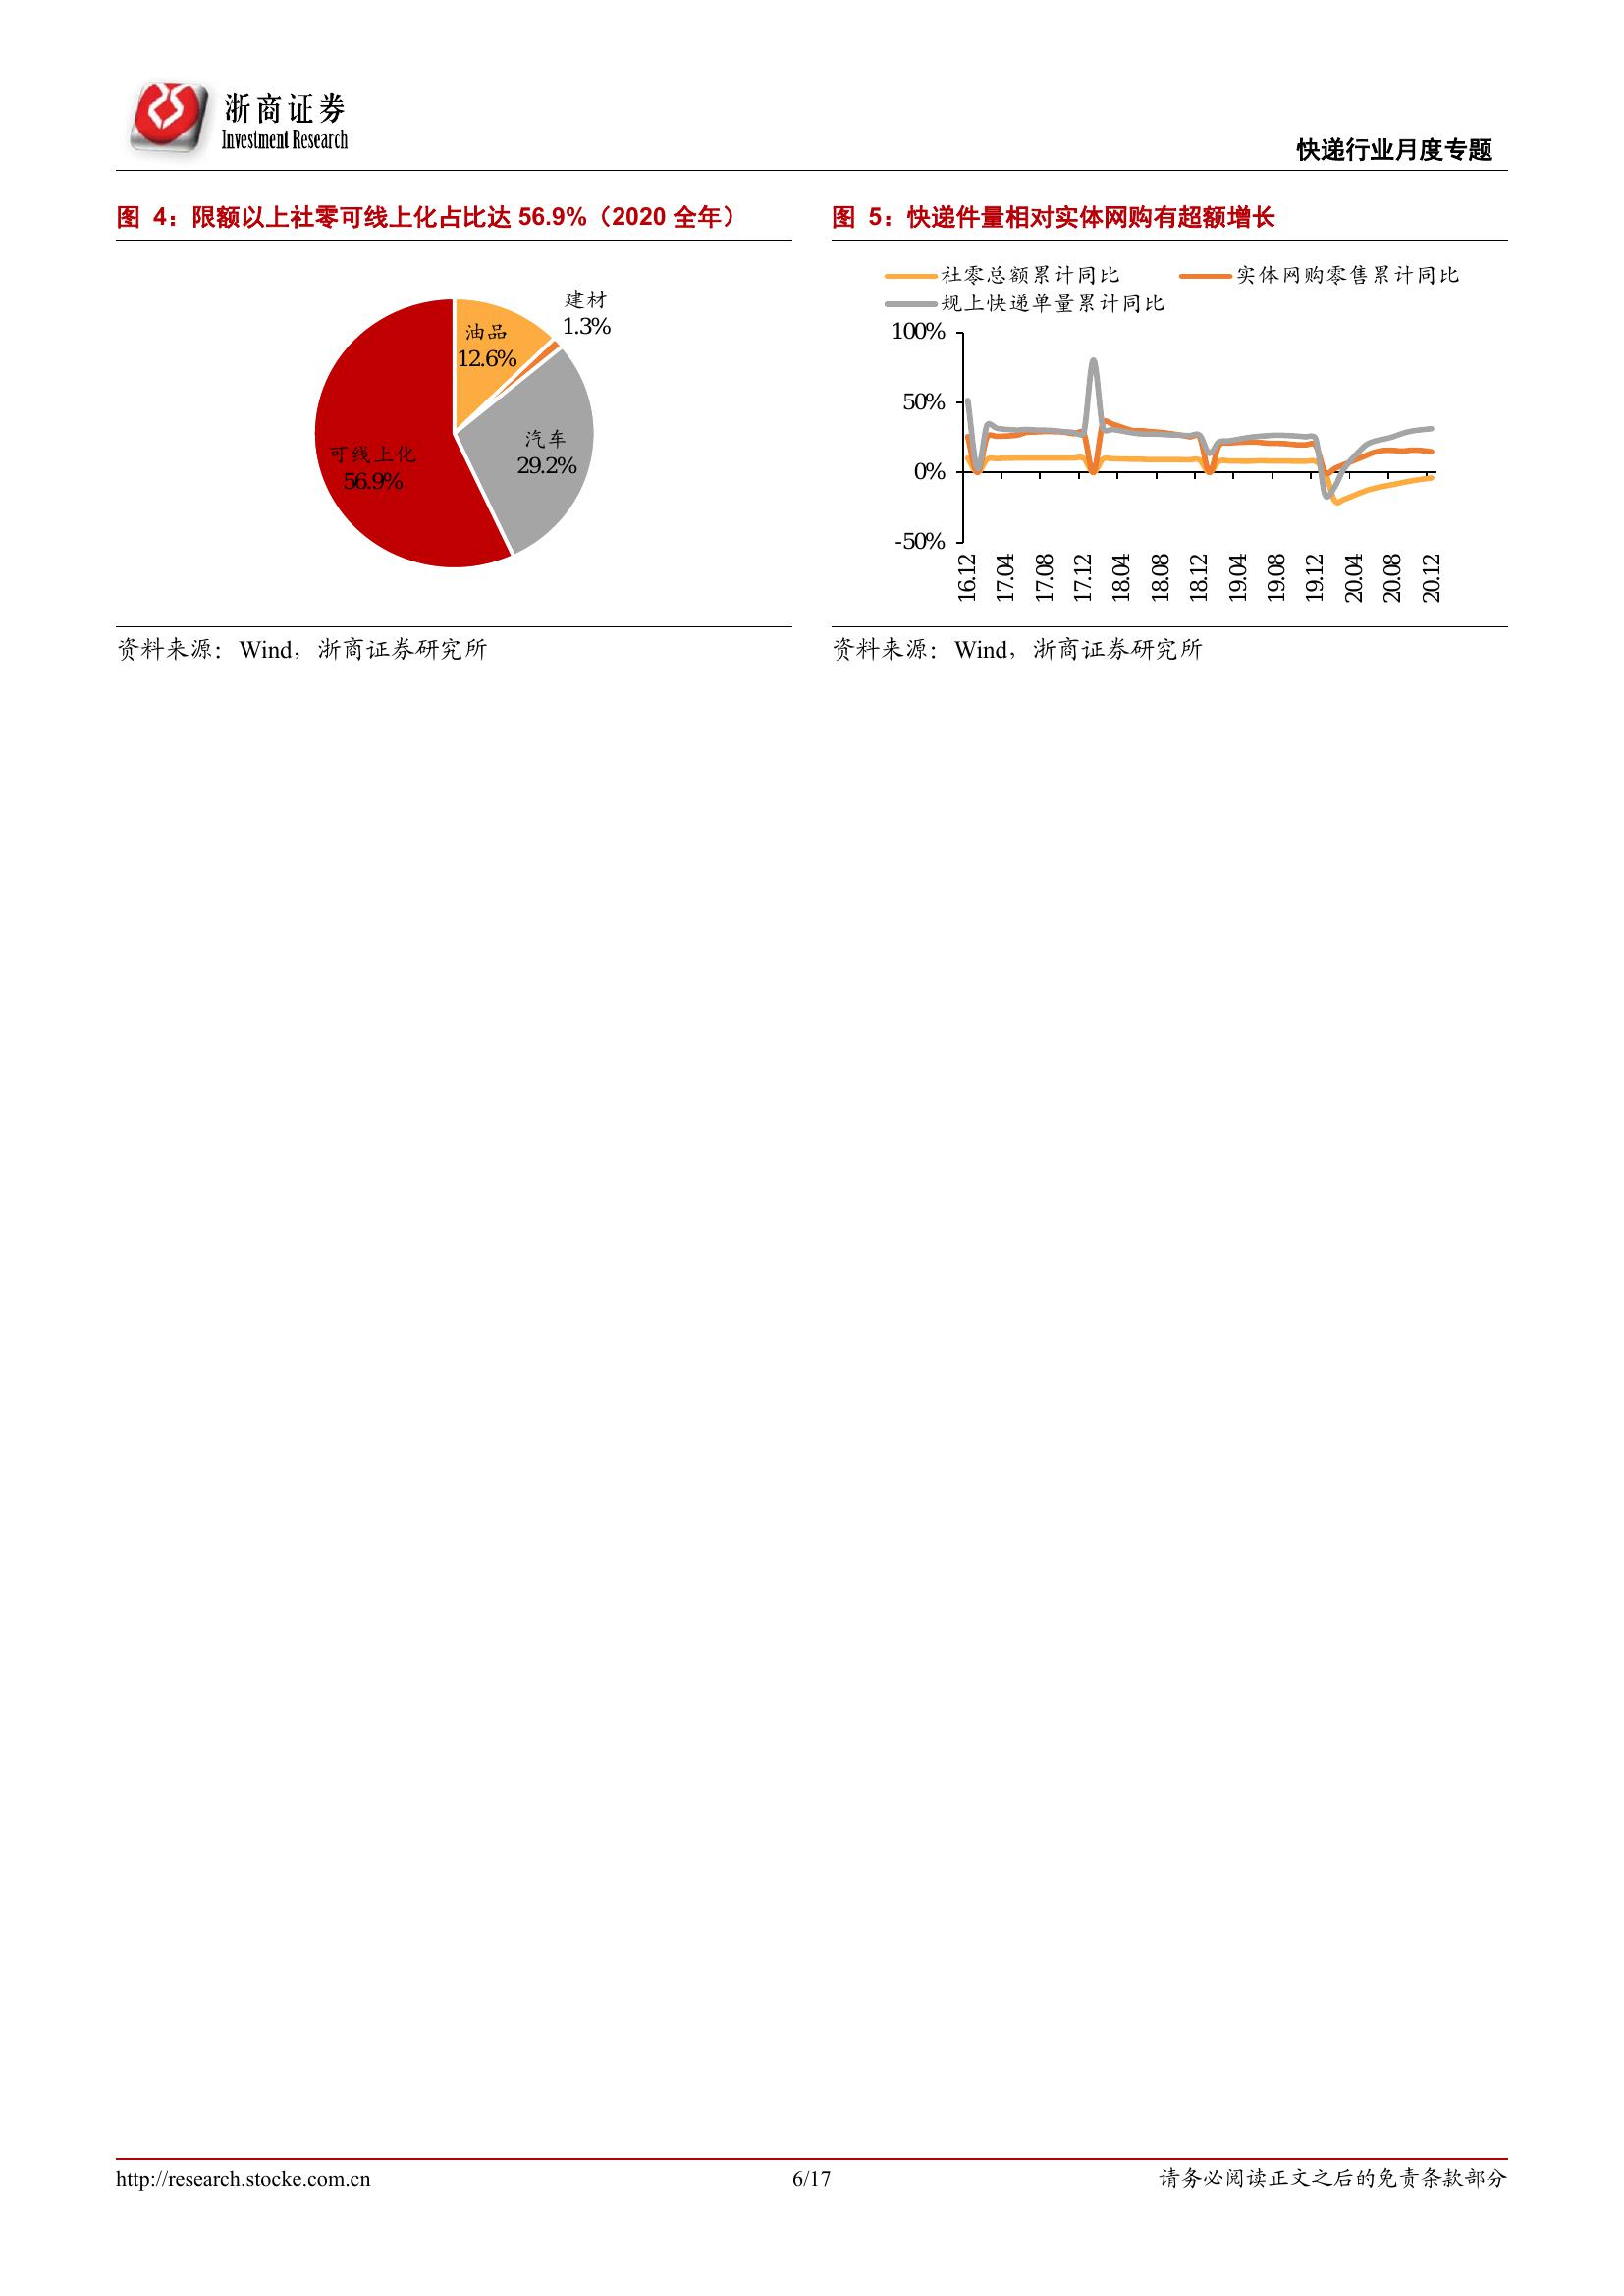 浙商证券
Investment Research
快递行业月度专题
图 4：限额以上社零可线上化占比达 56.9%（2020 全年）
建材
1.3%
油品
12.6%
汽车
29.2%
可线上化
56.9%
资料来源：Wind，浙商证券研究所
图 5：快递件量相对实体网购有超额增长
社零总额累计同比
实体网购零售累计同比
规上快递单量累计同比
100%
50%
0%
-50%
16.12
17.04
17.08
17.12
18.04
18.08
18.12
19.04
19.08
19.12
20.04
20.08
20.12
资料来源：Wind，浙商证券研究所
http://research.stocke.com.cn
6/17
请务必阅读正文之后的免责条款部分